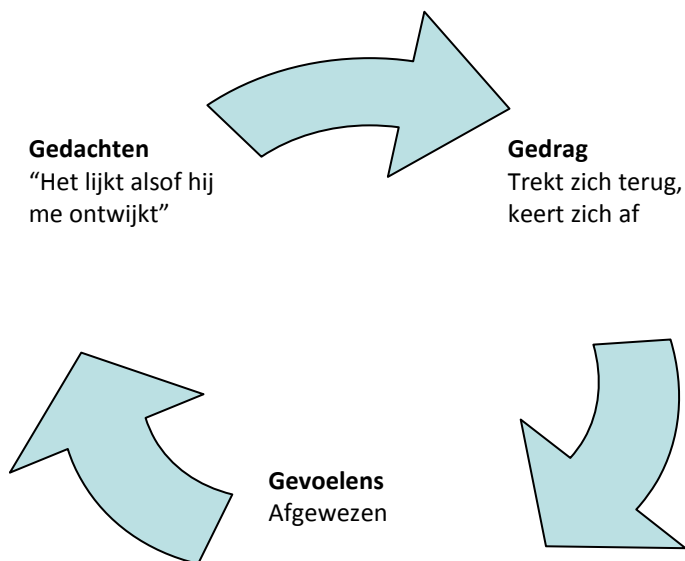 Gedachten
“Het lijkt alsof hij
me ontwijkt”
Gedrag
Trekt zich terug,
keert zich af
Gevoelens
Afgewezen